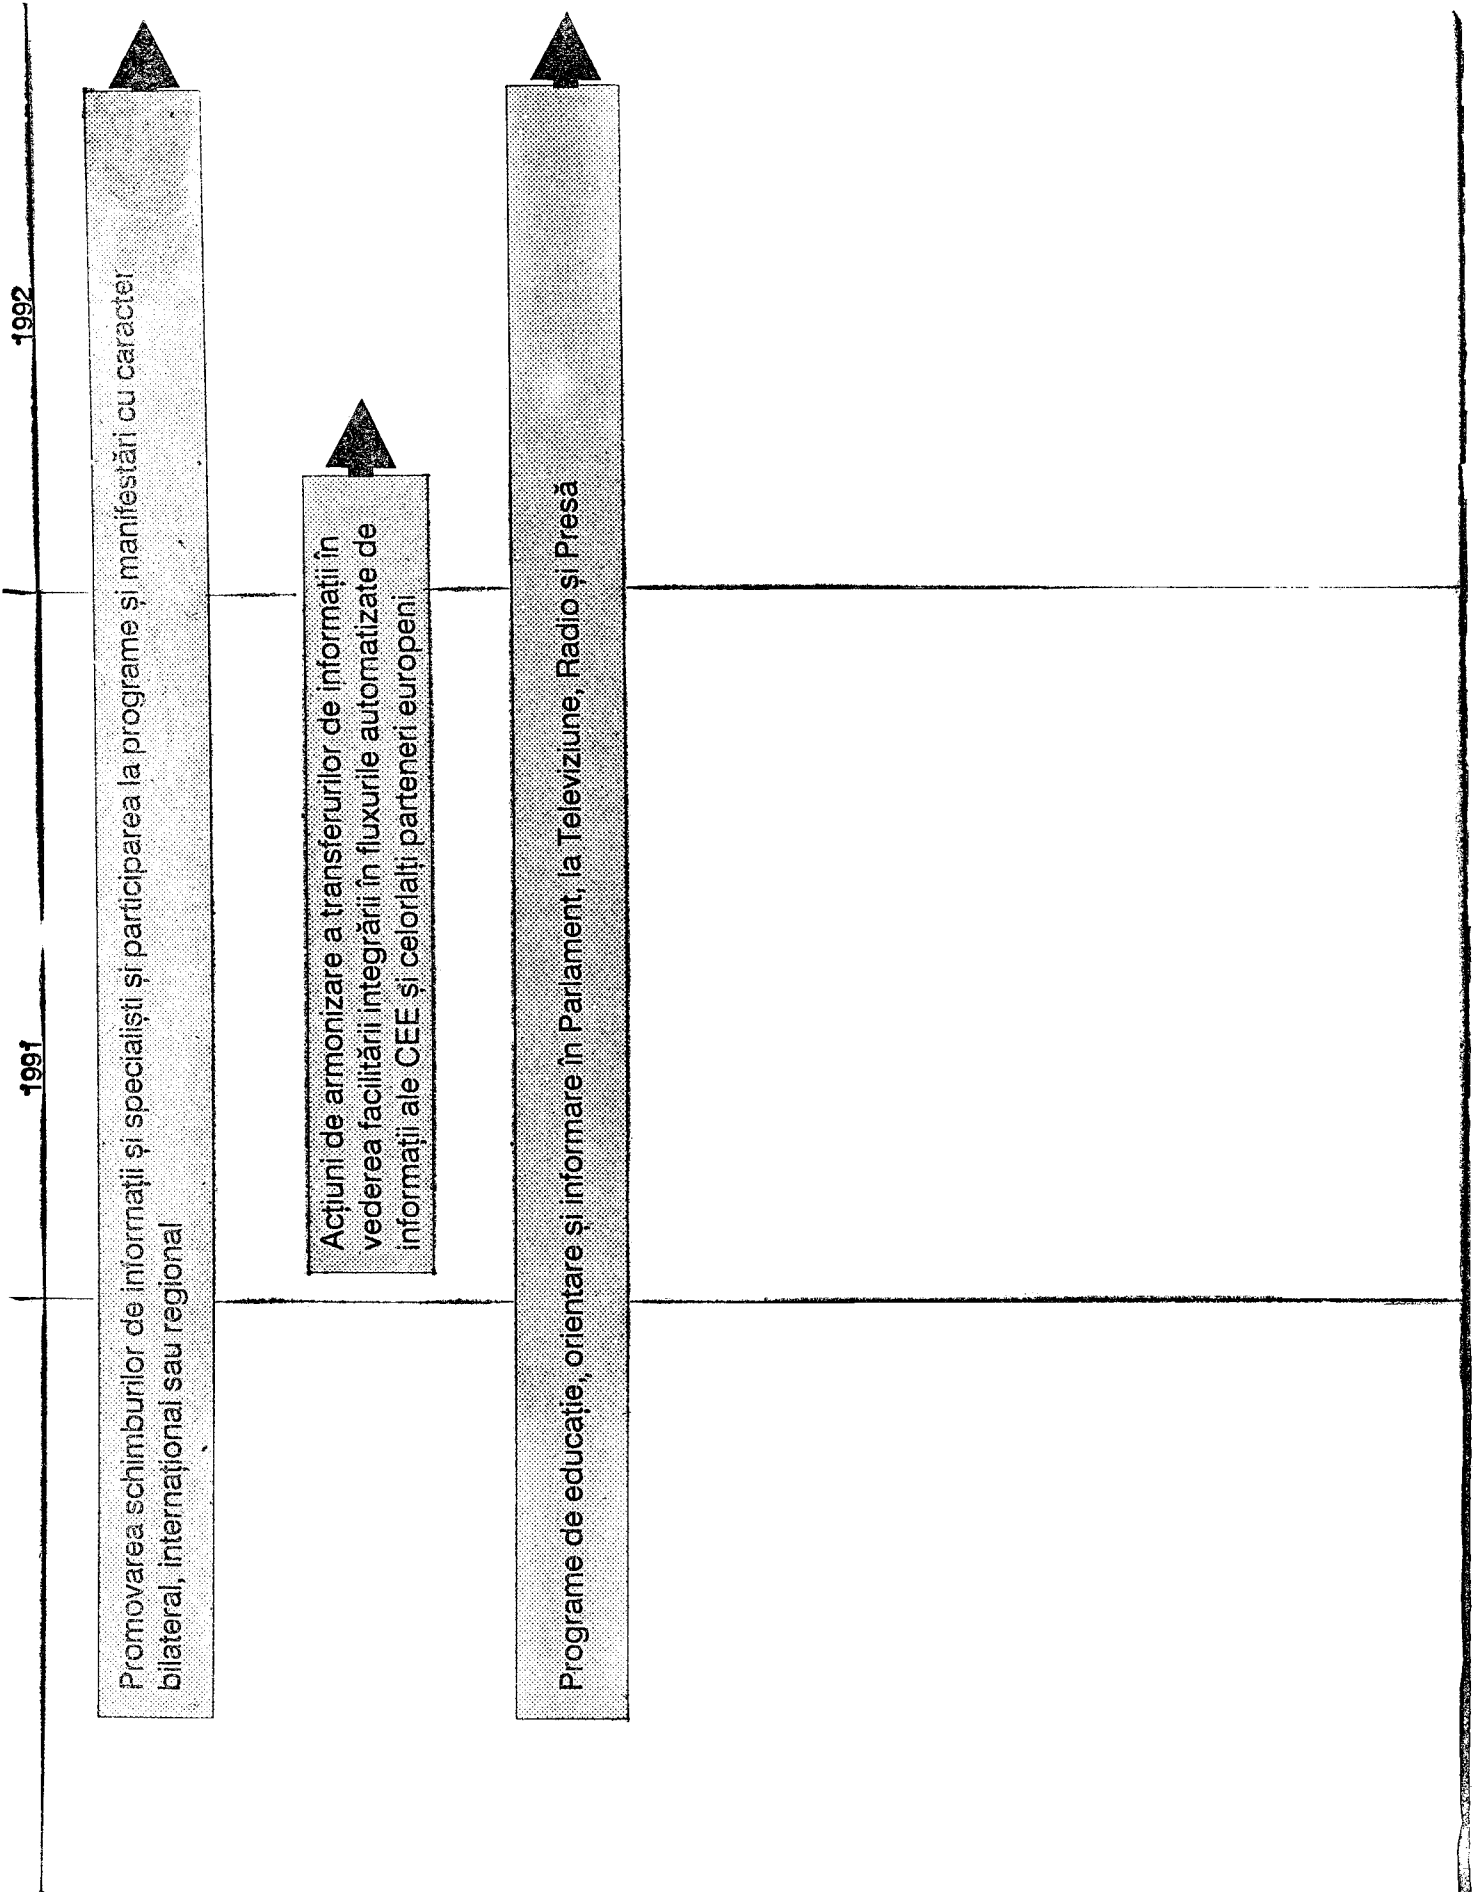 1991
1992
Promovarea schimburilor de informații și specialiști și participarea la programe și manifestări cu caracter
bilateral, internațional sau regional
Acțiuni de armonizare a transferurilor de informații în
vederea facilitării integrării în fluxurile automatizate de
informații ale CEE și celorlalți parteneri europeni
Programe de educație, orientare și informare în Parlament, la Televiziune, Radio și Presă